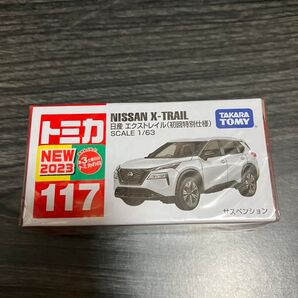 トミカ
NEW
2023
117
NISSAN X-TRAIL
日産 エクストレイル(初回特別仕様)
SCALE 1/63
TAKARA
TOMY
サスペンション